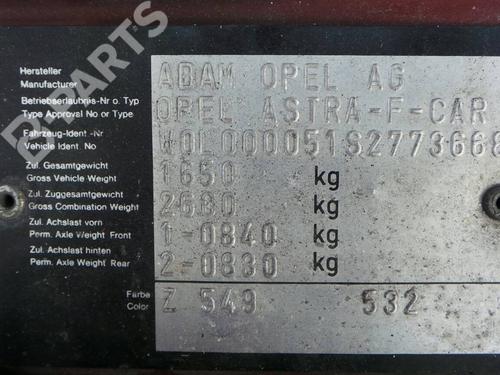 B-PARTS
Hersteller
Manufacturer
ADAM OPEL AG
Betriebserlaubnis-Nr o. Typ
Type Approval No or Type
OPEL ASTRA-F-CAR
Fahrzeug-Ident.-Nr
Vehicle Ident. No
W0L000051S2773668
Zul. Gesamtgewicht
Gross Vehicle Weight
1650 kg
Zul. Zuggesamtgewicht
Gross Combination Weight
2680 kg
Zul. Achslast vorn
Perm. Axle Weight Front
1-0840 kg
Zul. Achslast hinten
Perm. Axle Weight Rear
2-0830 kg
Farbe
Color
Z 549 532